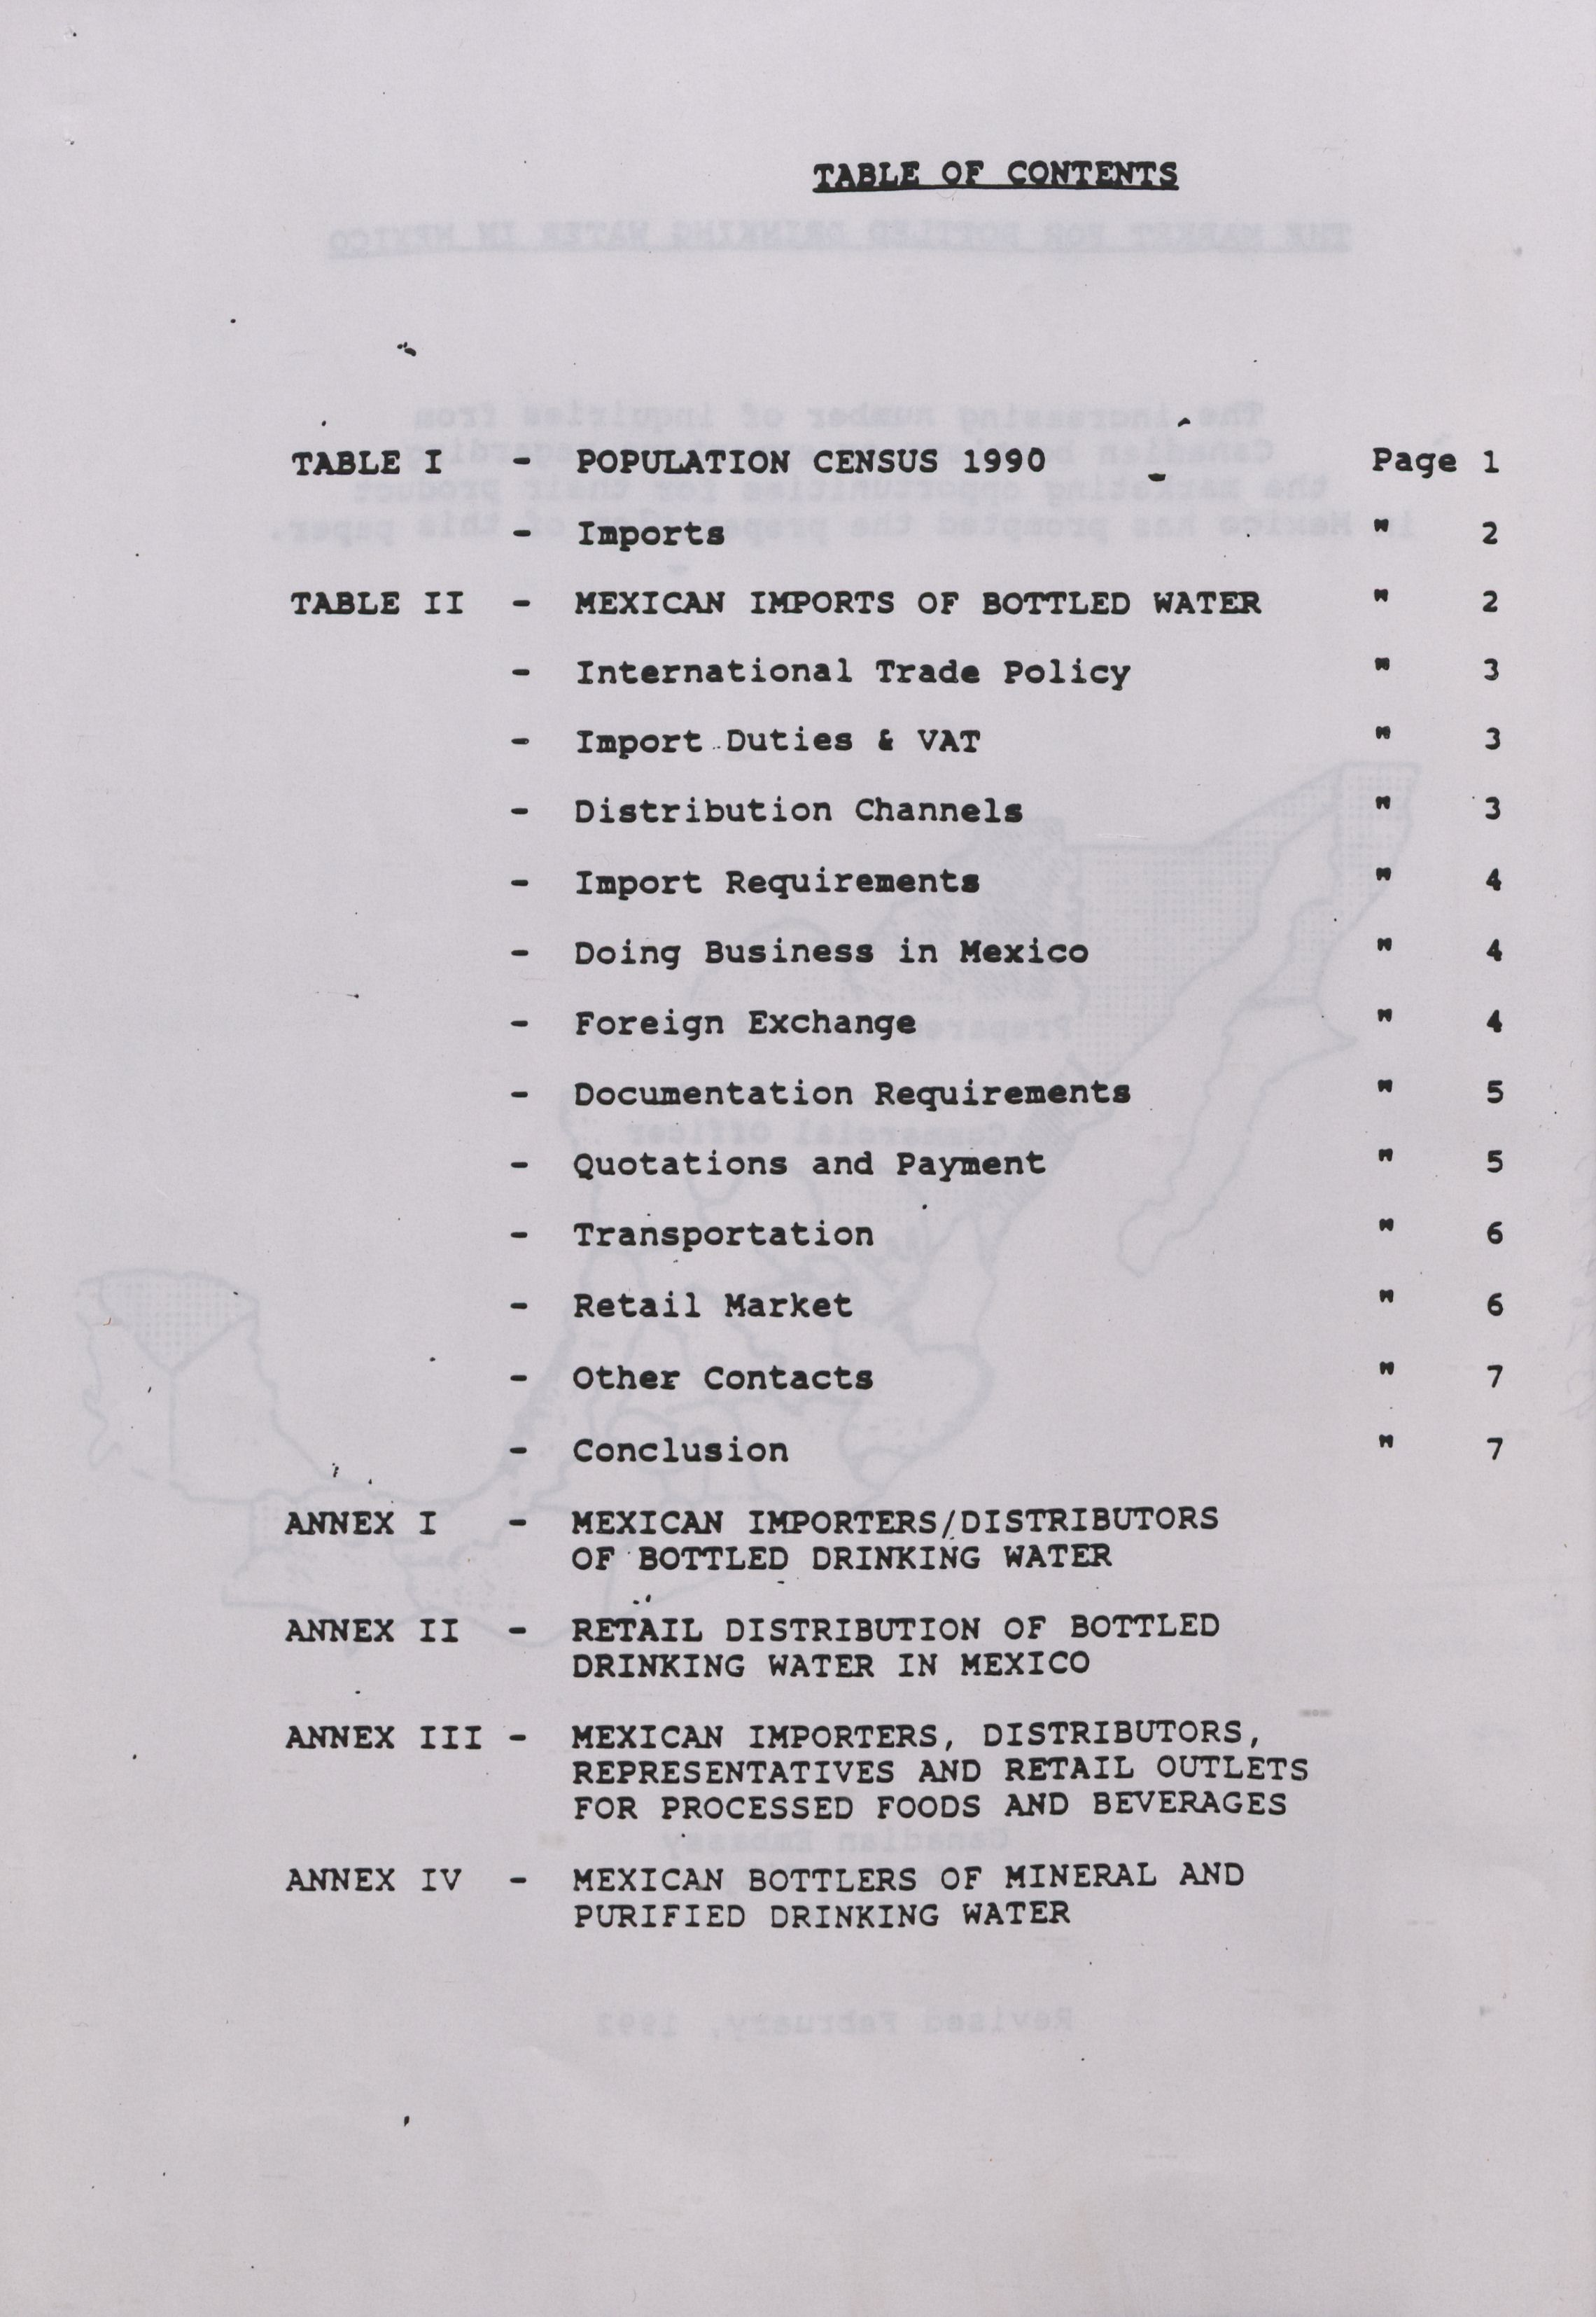 TABLE OF CONTENTS
TABLE I - POPULATION CENSUS 1990 Page 1
- Imports " 2
TABLE II - MEXICAN IMPORTS OF BOTTLED WATER " 2
- International Trade Policy " 3
- Import Duties & VAT " 3
- Distribution Channels " 3
- Import Requirements " 4
- Doing Business in Mexico " 4
- Foreign Exchange " 4
- Documentation Requirements " 5
- Quotations and Payment " 5
- Transportation " 6
- Retail Market " 6
- Other Contacts " 7
- Conclusion " 7
ANNEX I - MEXICAN IMPORTERS/DISTRIBUTORS
OF BOTTLED DRINKING WATER
ANNEX II - RETAIL DISTRIBUTION OF BOTTLED
DRINKING WATER IN MEXICO
ANNEX III - MEXICAN IMPORTERS, DISTRIBUTORS,
REPRESENTATIVES AND RETAIL OUTLETS
FOR PROCESSED FOODS AND BEVERAGES
ANNEX IV - MEXICAN BOTTLERS OF MINERAL AND
PURIFIED DRINKING WATER